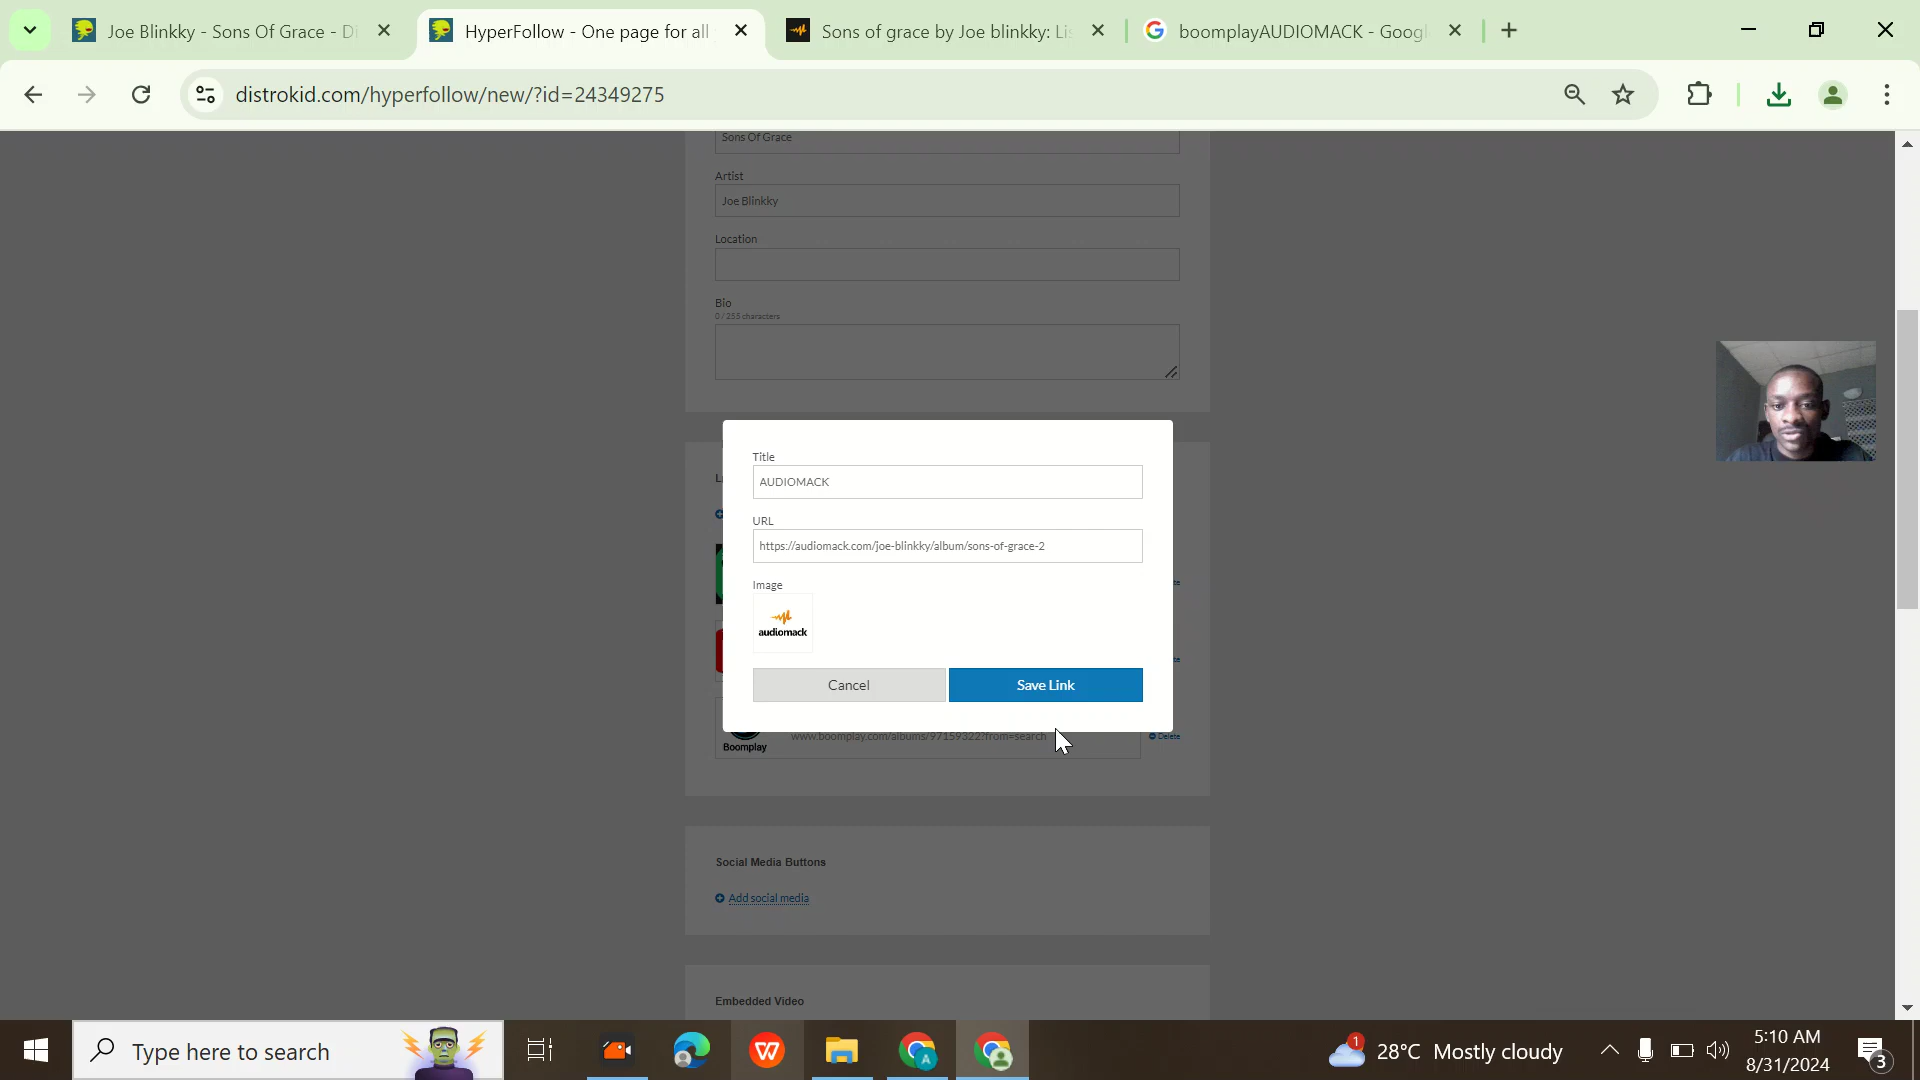 Joe Blinkky - Sons Of Grace - Di
HyperFollow - One page for all
Sons of grace by Joe blinkky: Lis
boomplayAUDIOMACK - Googl
distrokid.com/hyperfollow/new/?id=24349275
Sons Of Grace
Artist
Joe Blinkky
Location
Bio
0 / 255 characters
Title
AUDIOMACK
URL
https://audiomack.com/joe-blinkky/album/sons-of-grace-2
Image
audiomack
Cancel
Save Link
www.boomplay.com/albums/97159322?from=search
Delete
Boomplay
Social Media Buttons
Add social media
Embedded Video
Type here to search
1
28°C Mostly cloudy
5:10 AM
8/31/2024
3